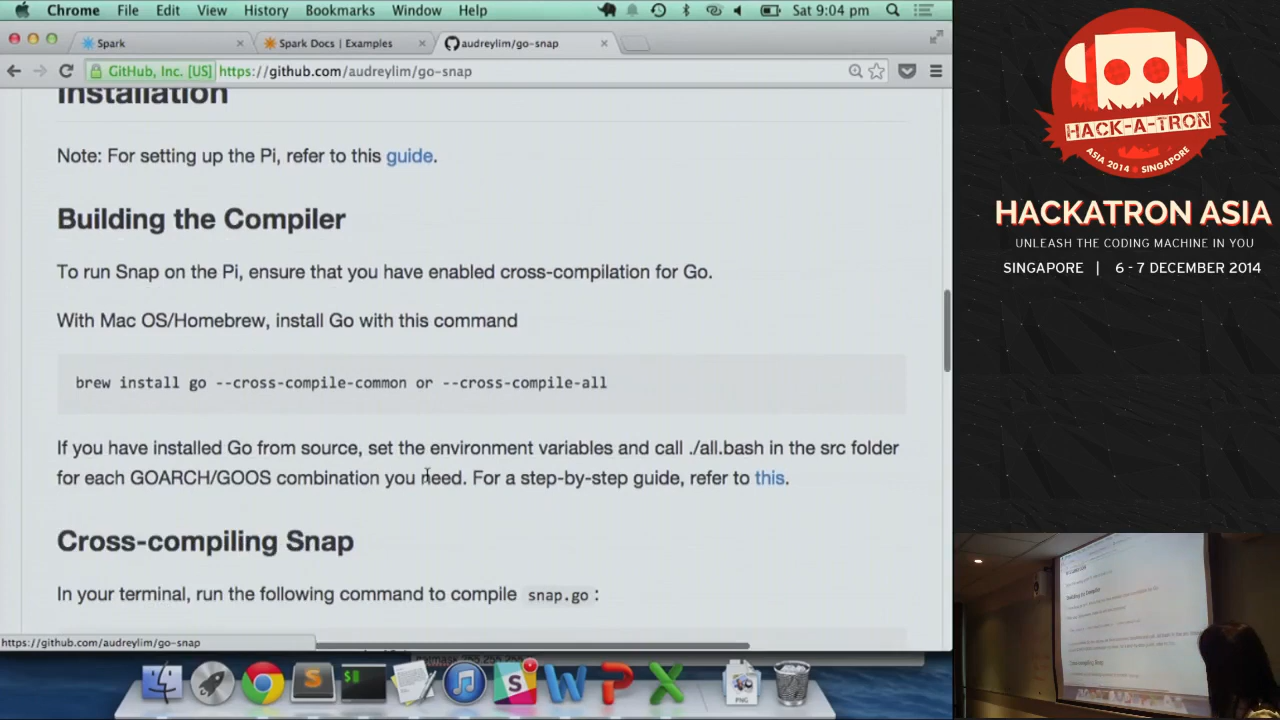 Chrome File Edit View History Bookmarks Window Help Sat 9:04 pm
Spark Spark Docs | Examples audreylim/go-snap
GitHub, Inc. [US] https://github.com/audreylim/go-snap
Installation
Note: For setting up the Pi, refer to this guide.
Building the Compiler
To run Snap on the Pi, ensure that you have enabled cross-compilation for Go.
With Mac OS/Homebrew, install Go with this command
brew install go --cross-compile-common or --cross-compile-all
If you have installed Go from source, set the environment variables and call ./all.bash in the src folder
for each GOARCH/GOOS combination you need. For a step-by-step guide, refer to this.
Cross-compiling Snap
In your terminal, run the following command to compile snap.go :
https://github.com/audreylim/go-snap
PNG
HACK-A-TRON
ASIA 2014 SINGAPORE
HACKATRON ASIA
UNLEASH THE CODING MACHINE IN YOU
SINGAPORE | 6 - 7 DECEMBER 2014